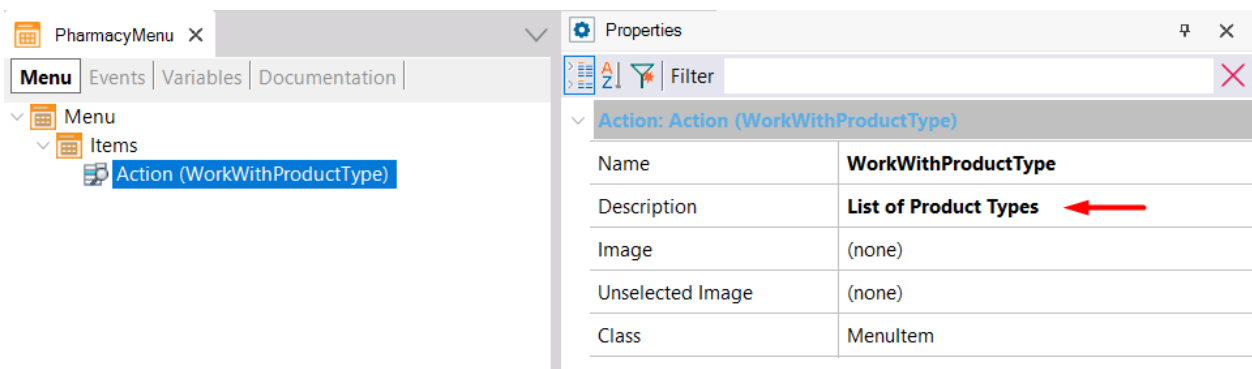 PharmacyMenu
Menu Events Variables Documentation
Menu
Items
Action (WorkWithProductType)
Properties
Filter
Action: Action (WorkWithProductType)
Name WorkWithProductType
Description List of Product Types
Image (none)
Unselected Image (none)
Class MenuItem